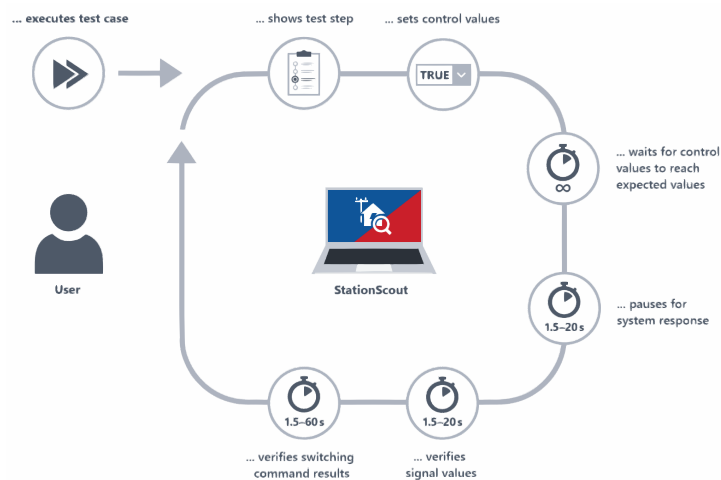 ... executes test case
... shows test step
... sets control values
TRUE
... waits for control
values to reach
expected values
∞
... pauses for
system response
1.5–20 s
User
StationScout
1.5–60 s
1.5–20 s
... verifies switching
command results
... verifies
signal values